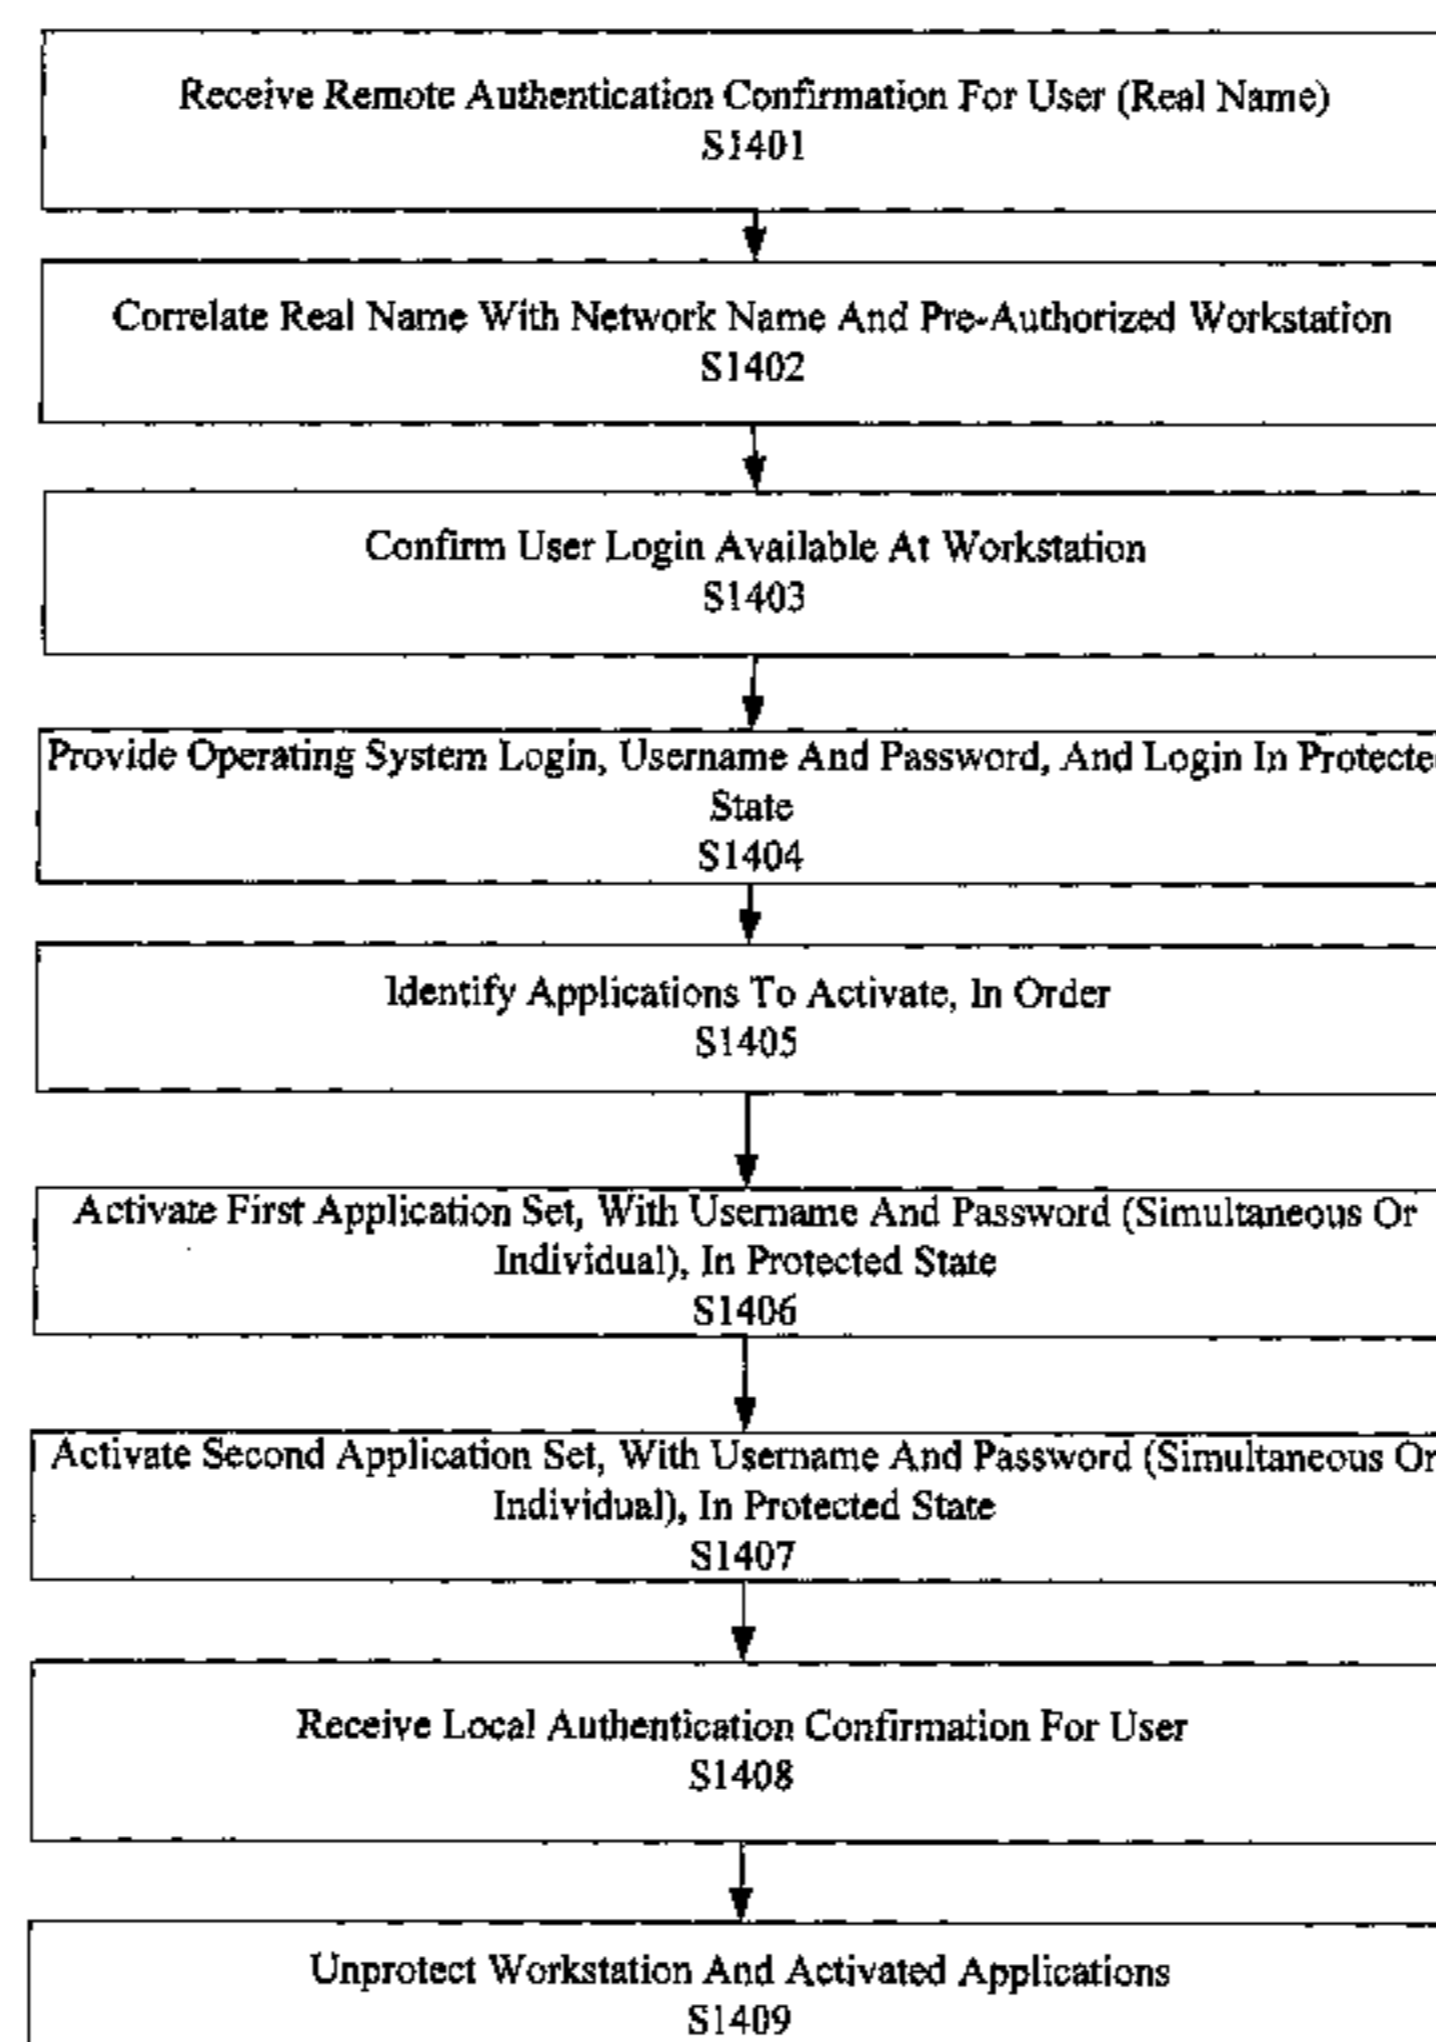 Receive Remote Authentication Confirmation For User (Real Name)
S1401
Correlate Real Name With Network Name And Pre-Authorized Workstation
S1402
Confirm User Login Available At Workstation
S1403
Provide Operating System Login, Username And Password, And Login In Protecte
State
S1404
Identify Applications To Activate, In Order
S1405
Activate First Application Set, With Username And Password (Simultaneous Or
Individual), In Protected State
S1406
Activate Second Application Set, With Username And Password (Simultaneous Or
Individual), In Protected State
S1407
Receive Local Authentication Confirmation For User
S1408
Unprotect Workstation And Activated Applications
S1409